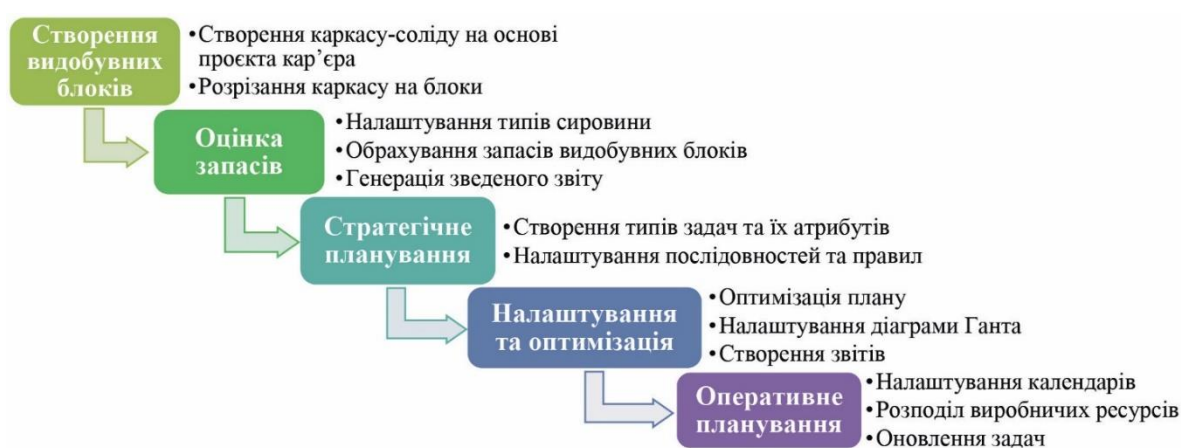 Створення
видобувних
блоків
•Створення каркасу-соліду на основі
проєкта кар’єра
•Розрізання каркасу на блоки
Оцінка
запасів
•Налаштування типів сировини
•Обрахування запасів видобувних блоків
•Генерація зведеного звіту
Стратегічне
планування
•Створення типів задач та їх атрибутів
•Налаштування послідовностей та правил
Налаштування
та оптимізація
•Оптимізація плану
•Налаштування діаграми Ганта
•Створення звітів
Оперативне
планування
•Налаштування календарів
•Розподіл виробничих ресурсів
•Оновлення задач